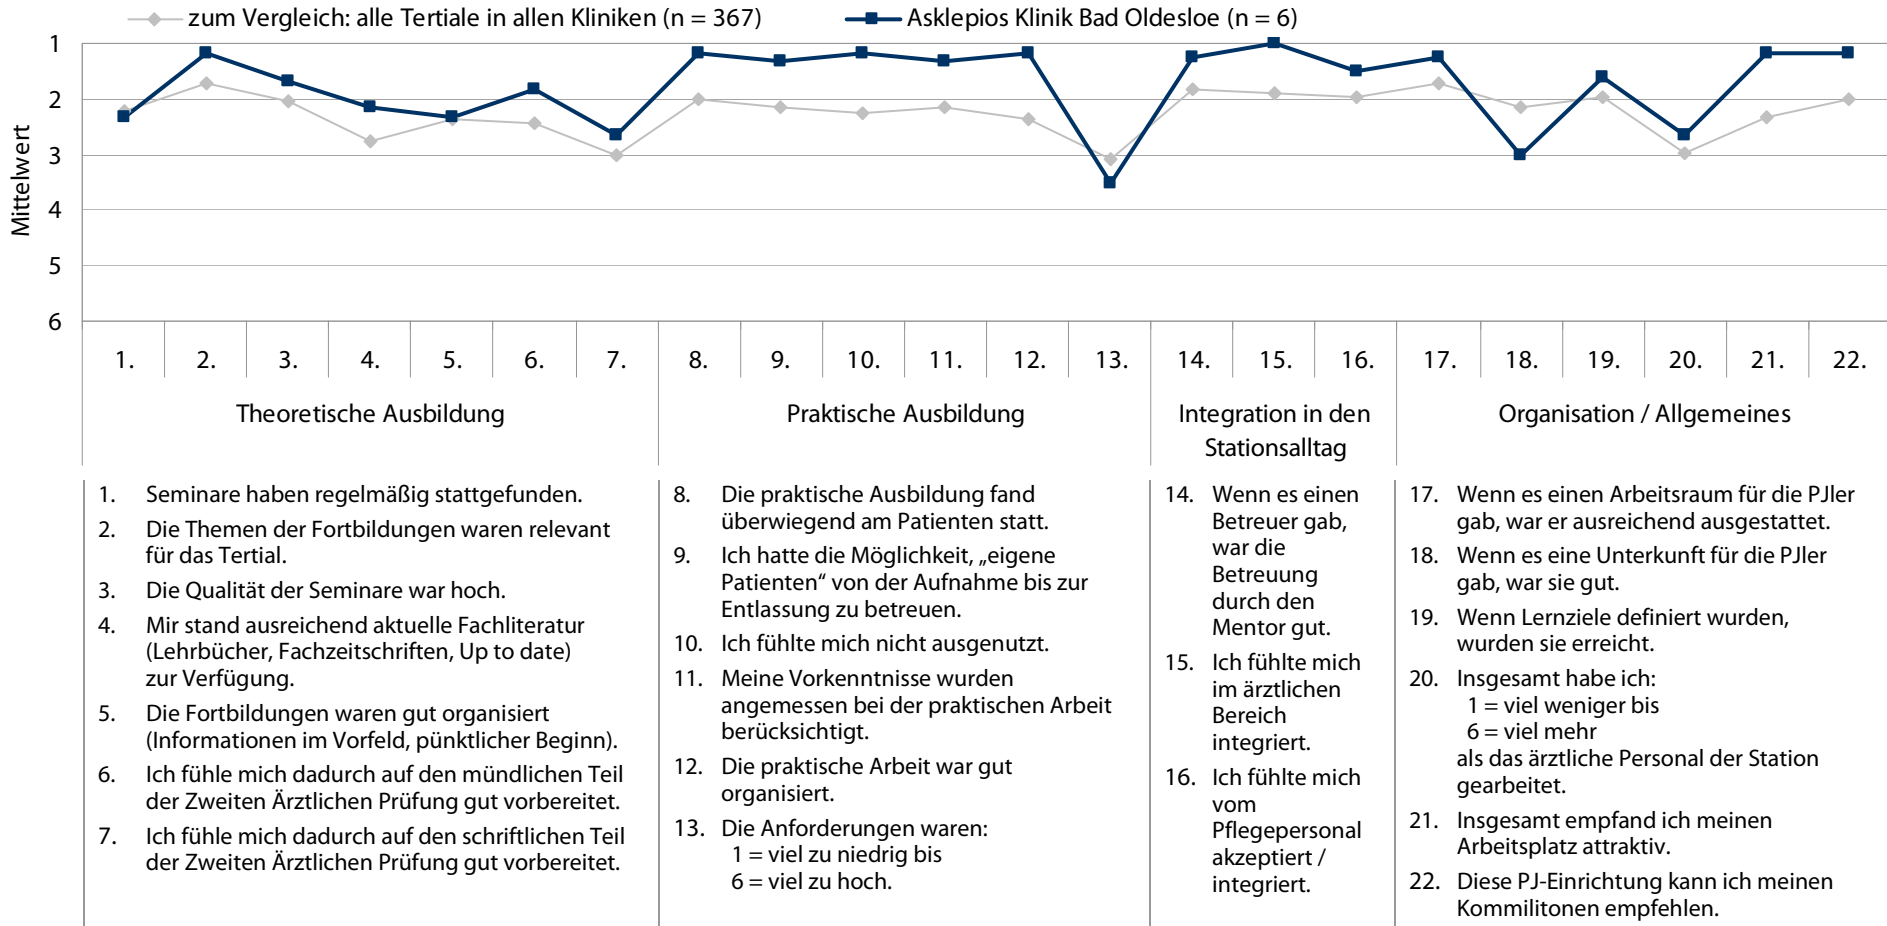 zum Vergleich: alle Tertiale in allen Kliniken (n = 367)
Asklepios Klinik Bad Oldesloe (n = 6)
Mittelwert
1
2
3
4
5
6
1. 2. 3. 4. 5. 6. 7. 8. 9. 10. 11. 12. 13. 14. 15. 16. 17. 18. 19. 20. 21. 22.
Theoretische Ausbildung
Praktische Ausbildung
Integration in den
Stationsalltag
Organisation / Allgemeines
1. Seminare haben regelmäßig stattgefunden.
2. Die Themen der Fortbildungen waren relevant
für das Tertial.
3. Die Qualität der Seminare war hoch.
4. Mir stand ausreichend aktuelle Fachliteratur
(Lehrbücher, Fachzeitschriften, Up to date)
zur Verfügung.
5. Die Fortbildungen waren gut organisiert
(Informationen im Vorfeld, pünktlicher Beginn).
6. Ich fühle mich dadurch auf den mündlichen Teil
der Zweiten Ärztlichen Prüfung gut vorbereitet.
7. Ich fühle mich dadurch auf den schriftlichen Teil
der Zweiten Ärztlichen Prüfung gut vorbereitet.
8. Die praktische Ausbildung fand
überwiegend am Patienten statt.
9. Ich hatte die Möglichkeit, „eigene
Patienten“ von der Aufnahme bis zur
Entlassung zu betreuen.
10. Ich fühlte mich nicht ausgenutzt.
11. Meine Vorkenntnisse wurden
angemessen bei der praktischen Arbeit
berücksichtigt.
12. Die praktische Arbeit war gut
organisiert.
13. Die Anforderungen waren:
1 = viel zu niedrig bis
6 = viel zu hoch.
14. Wenn es einen
Betreuer gab,
war die
Betreuung
durch den
Mentor gut.
15. Ich fühlte mich
im ärztlichen
Bereich
integriert.
16. Ich fühlte mich
vom
Pflegepersonal
akzeptiert /
integriert.
17. Wenn es einen Arbeitsraum für die PJler
gab, war er ausreichend ausgestattet.
18. Wenn es eine Unterkunft für die PJler
gab, war sie gut.
19. Wenn Lernziele definiert wurden,
wurden sie erreicht.
20. Insgesamt habe ich:
1 = viel weniger bis
6 = viel mehr
als das ärztliche Personal der Station
gearbeitet.
21. Insgesamt empfand ich meinen
Arbeitsplatz attraktiv.
22. Diese PJ-Einrichtung kann ich meinen
Kommilitonen empfehlen.